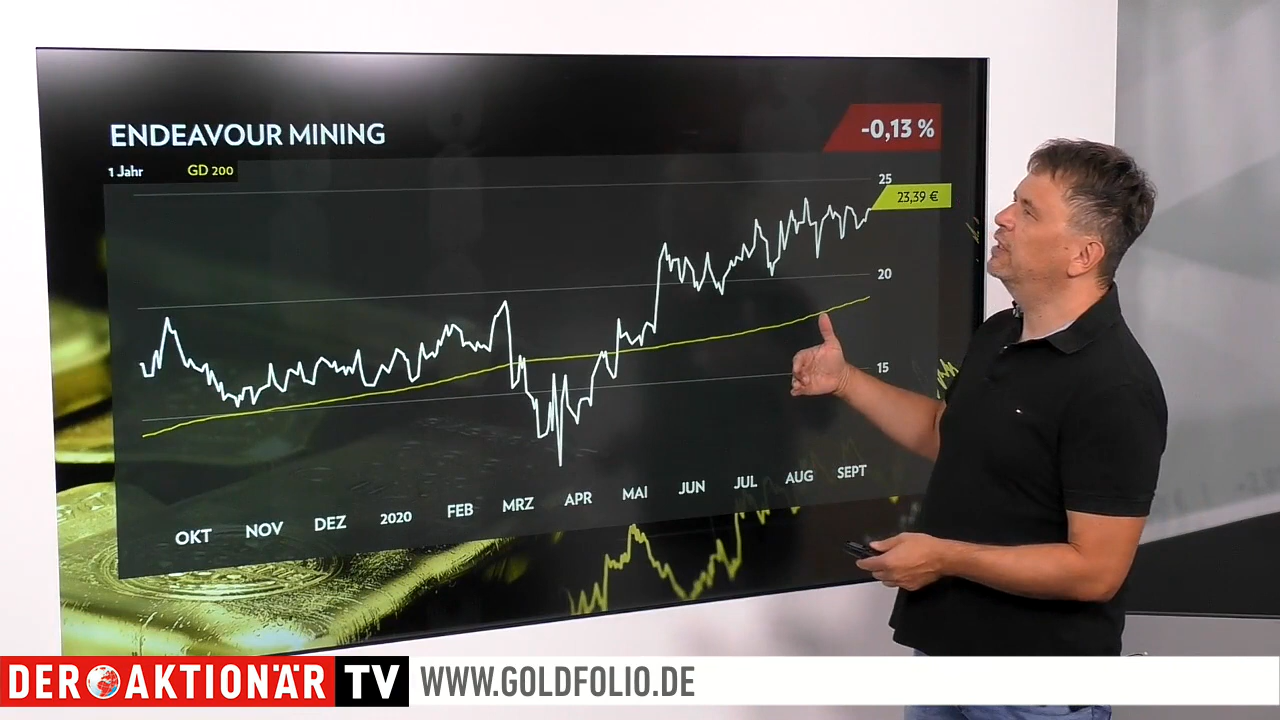 ENDEAVOUR MINING
-0,13 %
1 Jahr GD 200
25
23,39 €
20
15
OKT NOV DEZ 2020 FEB MRZ APR MAI JUN JUL AUG SEPT
DER AKTIONÄR TV WWW.GOLDFOLIO.DE